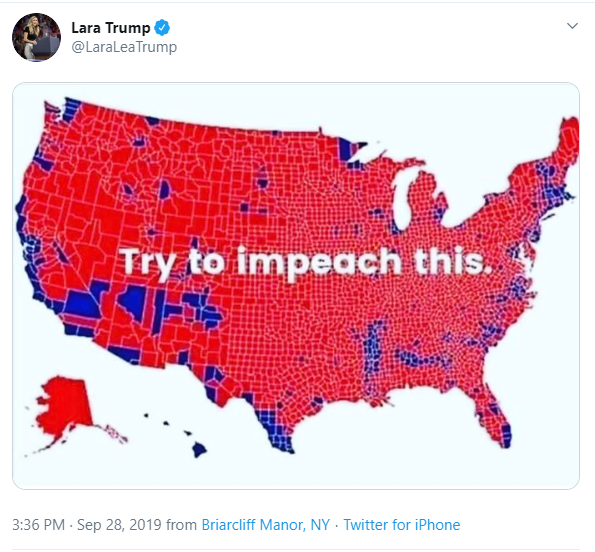 Lara Trump
@LaraLeaTrump
Try to impeach this.
3:36 PM · Sep 28, 2019 from Briarcliff Manor, NY · Twitter for iPhone